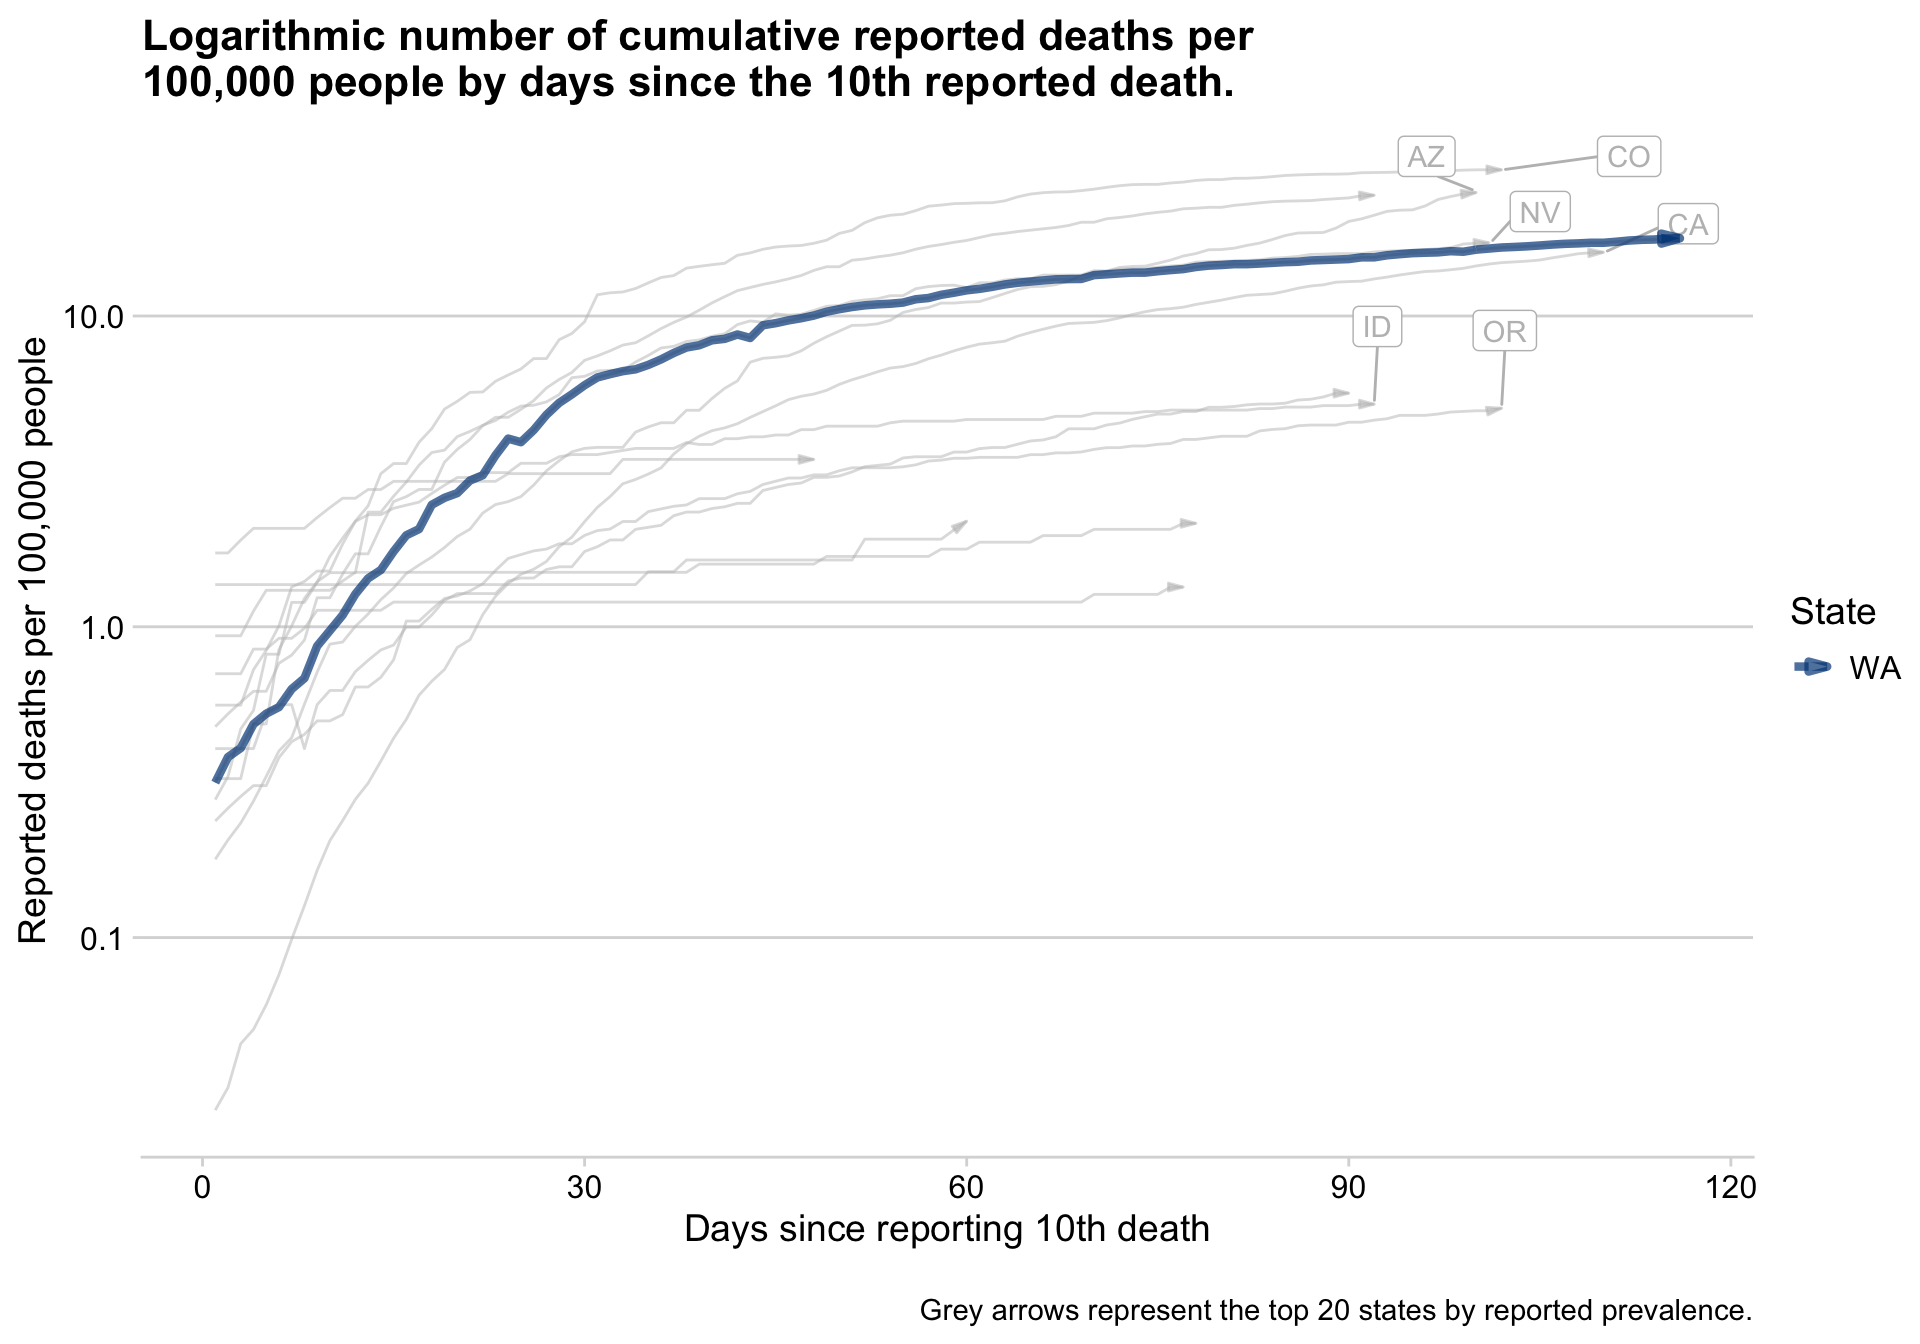 Logarithmic number of cumulative reported deaths per
100,000 people by days since the 10th reported death.
AZ
CO
NV
CA
ID
OR
10.0
1.0
0.1
Reported deaths per 100,000 people
State
WA
0
30
60
90
120
Days since reporting 10th death
Grey arrows represent the top 20 states by reported prevalence.